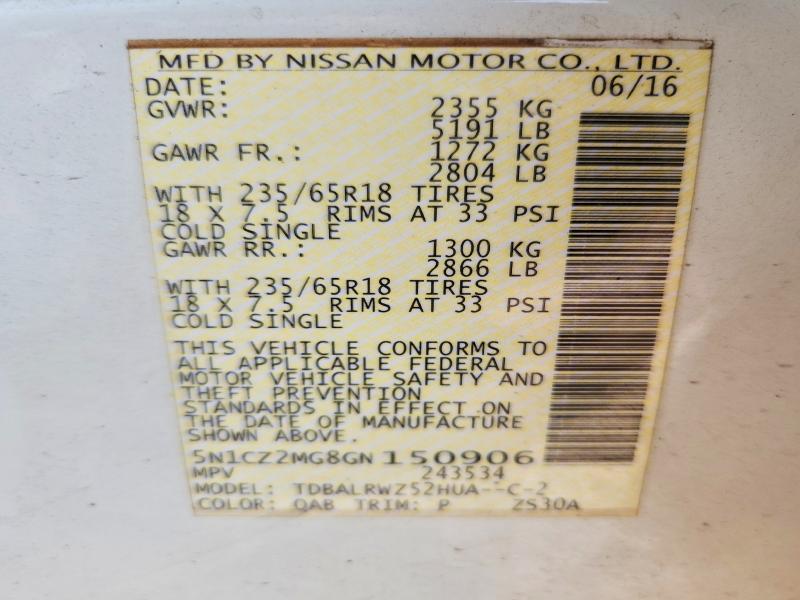 MFD BY NISSAN MOTOR CO., LTD.
DATE: 06/16
GVWR: 2355 KG
5191 LB
GAWR FR.: 1272 KG
2804 LB
WITH 235/65R18 TIRES
18 X 7.5 RIMS AT 33 PSI
COLD SINGLE
GAWR RR.: 1300 KG
2866 LB
WITH 235/65R18 TIRES
18 X 7.5 RIMS AT 33 PSI
COLD SINGLE
THIS VEHICLE CONFORMS TO
ALL APPLICABLE FEDERAL
MOTOR VEHICLE SAFETY AND
THEFT PREVENTION
STANDARDS IN EFFECT ON
THE DATE OF MANUFACTURE
SHOWN ABOVE.
5N1CZ2MG8GN150906
MPV 243534
MODEL: TDBALRWZ52HUA--C-2
COLOR: QAB TRIM: P ZS30A